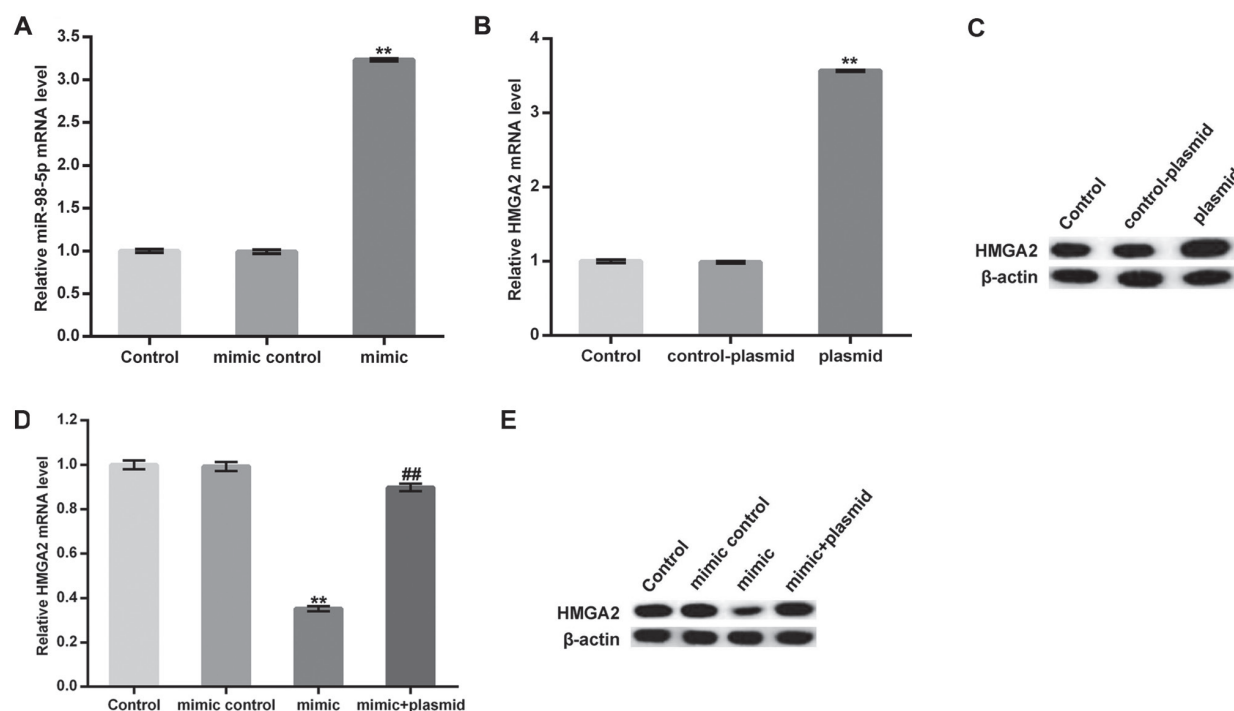 A
Relative miR-98-5p mRNA level
3.5
3.0
2.5
2.0
1.5
1.0
0.5
0.0
**
Control mimic control mimic
B
Relative HMGA2 mRNA level
4
3
2
1
0
**
Control control-plasmid plasmid
C
Control control-plasmid plasmid
HMGA2
β-actin
D
Relative HMGA2 mRNA level
1.2
1.0
0.8
0.6
0.4
0.2
0.0
**
##
Control mimic control mimic mimic+plasmid
E
Control mimic control mimic mimic+plasmid
HMGA2
β-actin